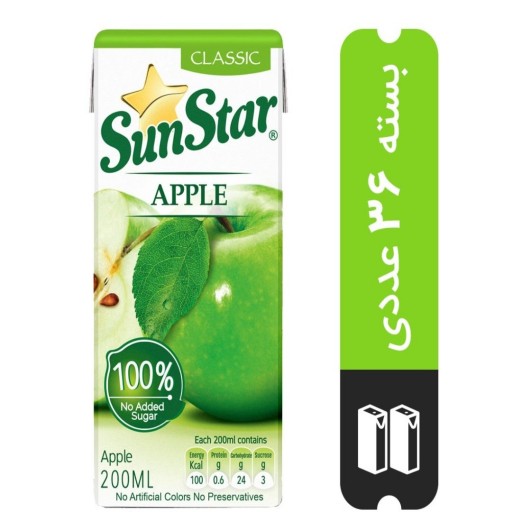 CLASSIC
SunStar®
APPLE
100%
No Added
Sugar
Each 200ml contains
Energy Protein Carbohydrate Sucrose
Kcal g g g
100 0.6 24 3
Apple
200ML
No Artificial Colors No Preservatives
بسته ۳۶ عددی